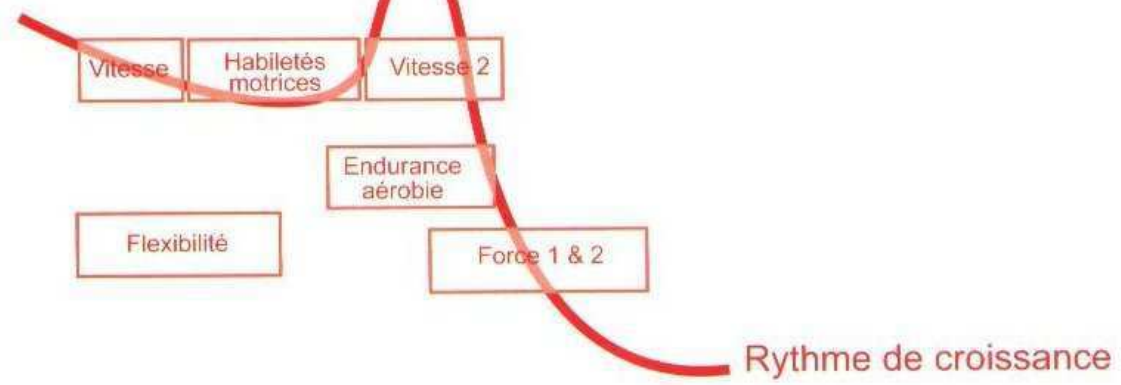 Vitesse
Habiletés
motrices
Vitesse 2
Endurance
aérobie
Flexibilité
Force 1 & 2
Rythme de croissance